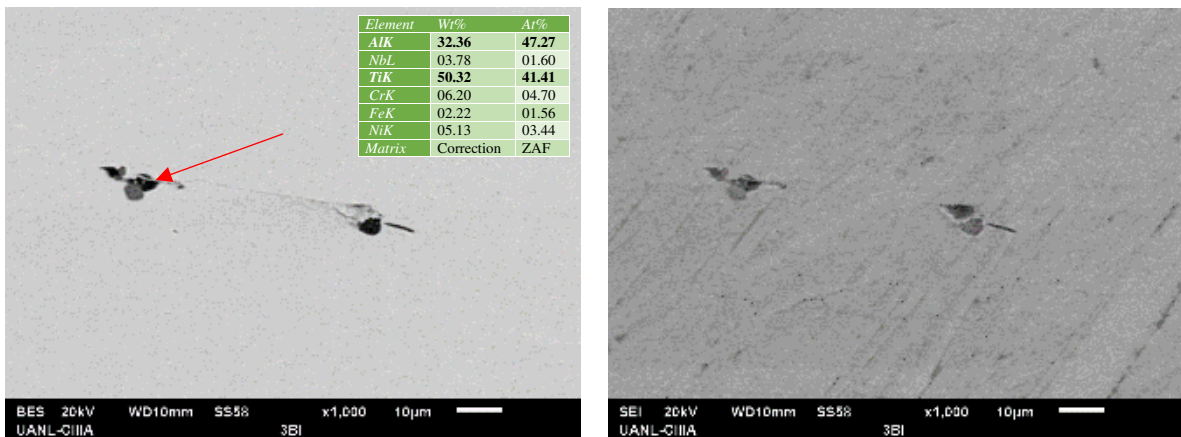 Element Wt% At%
AlK 32.36 47.27
NbL 03.78 01.60
TiK 50.32 41.41
CrK 06.20 04.70
FeK 02.22 01.56
NiK 05.13 03.44
Matrix Correction ZAF
BES 20kV WD10mm SS58 x1,000 10µm
UANL-CIIIA 3BI
SEI 20kV WD10mm SS58 x1,000 10µm
UANL-CIIIA 3BI